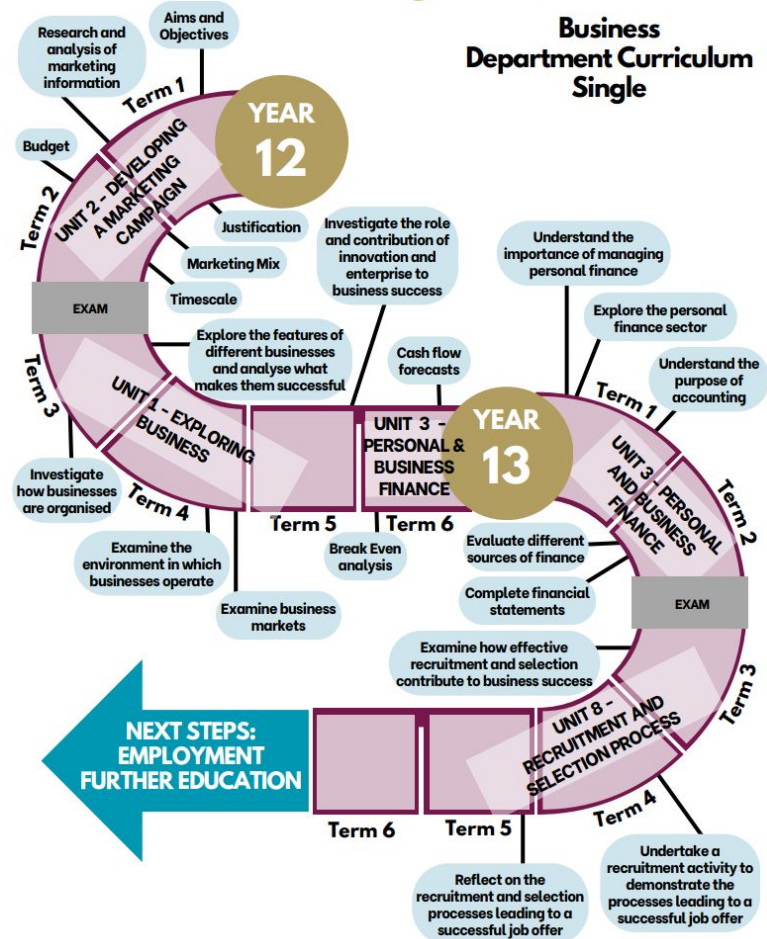 Business
Department Curriculum
Single
Research and
analysis of
marketing
information
Aims and
Objectives
Term 1
YEAR
12
Budget
Term 2
UNIT 2 - DEVELOPING
A MARKETING
CAMPAIGN
Justification
Marketing Mix
Timescale
EXAM
Explore the features of
different businesses
and analyse what
makes them successful
Term 3
UNIT 1 - EXPLORING
BUSINESS
Investigate
how businesses
are organised
Term 4
Examine the
environment in which
businesses operate
Examine business
markets
Investigate the role
and contribution of
innovation and
enterprise to
business success
Term 5
Cash flow
forecasts
UNIT 3 -
PERSONAL &
BUSINESS
FINANCE
Term 6
Break Even
analysis
YEAR
13
Understand the
importance of managing
personal finance
Explore the personal
finance sector
Understand the
purpose of
accounting
Term 1
UNIT 3 - PERSONAL
AND BUSINESS
FINANCE
Term 2
Evaluate different
sources of finance
Complete financial
statements
EXAM
Examine how effective
recruitment and selection
contribute to business success
Term 3
UNIT 8 -
RECRUITMENT AND
SELECTION PROCESS
Term 4
Undertake a
recruitment activity to
demonstrate the
processes leading to a
successful job offer
Term 5
Reflect on the
recruitment and selection
processes leading to a
successful job offer
Term 6
NEXT STEPS:
EMPLOYMENT
FURTHER EDUCATION